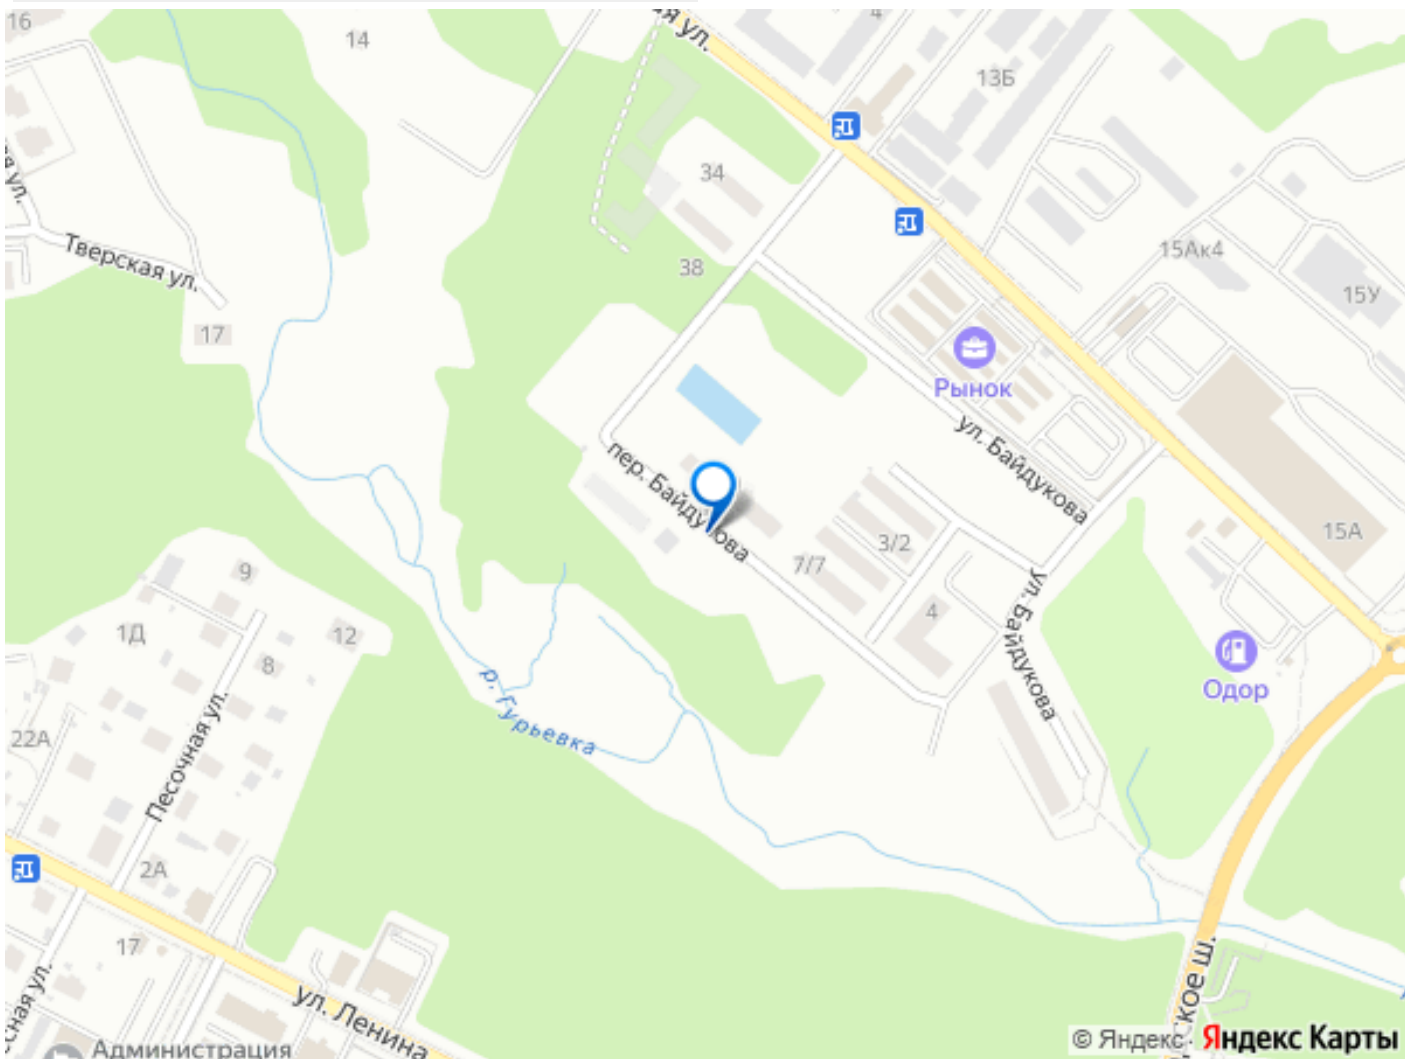 16
14
4
ул.
13Б
34
15Ак4
38
15У
Тверская ул.
17
Рынок
ул. Байдукова
пер. Байдукова
15А
3/2
7/7
9
4
ул. Байдукова
1Д
12
8
Одор
р. Гурьевка
22А
Песочная ул.
2А
17
ул. Ленина
Администрация
© Яндекс
Яндекс Карты